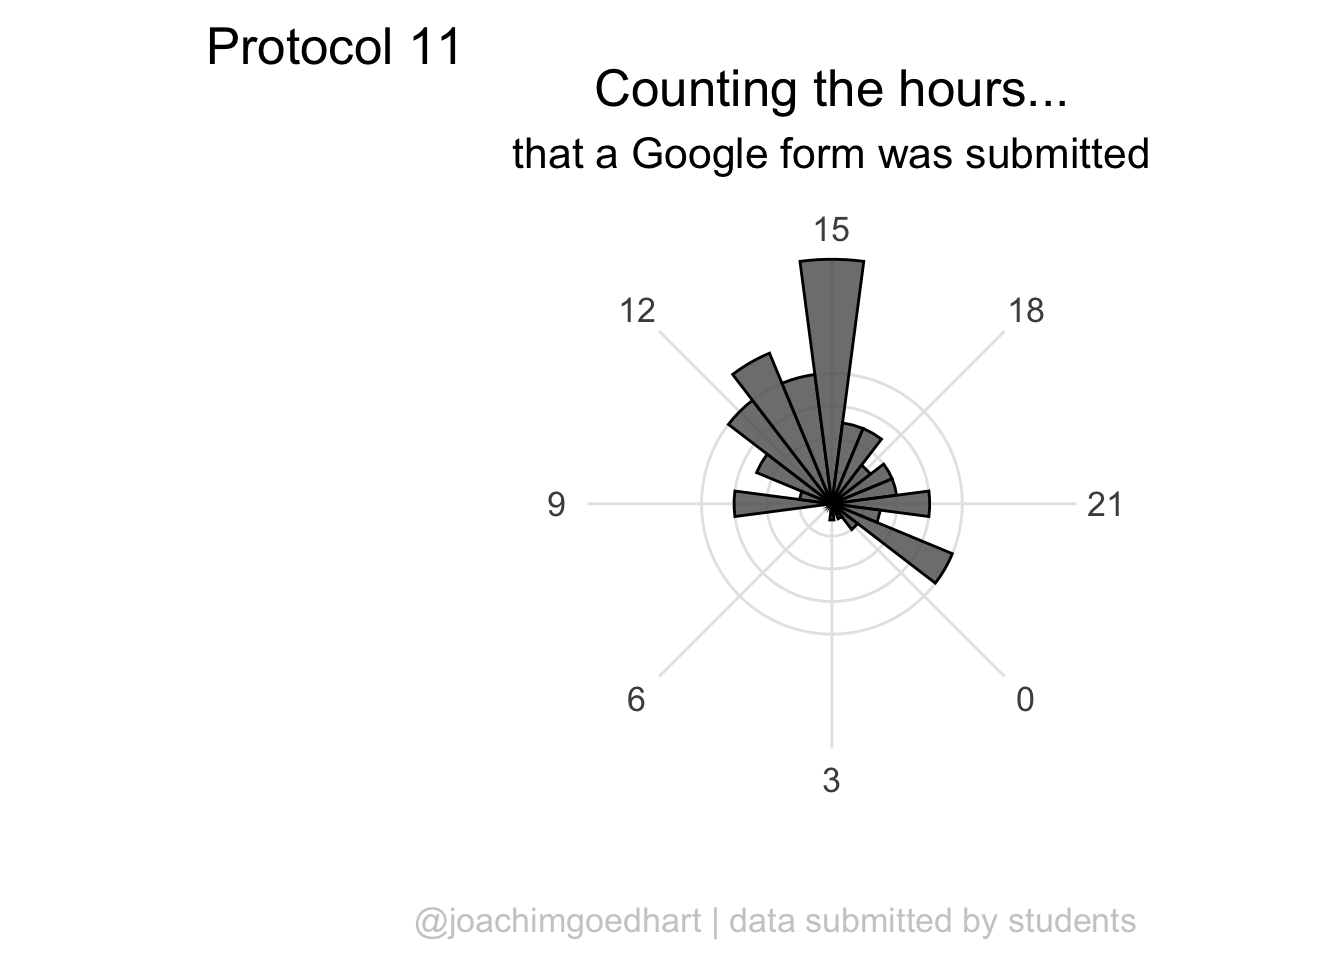 Protocol 11
Counting the hours...
that a Google form was submitted
15
12
18
9
21
6
0
3
@joachimgoedhart | data submitted by students